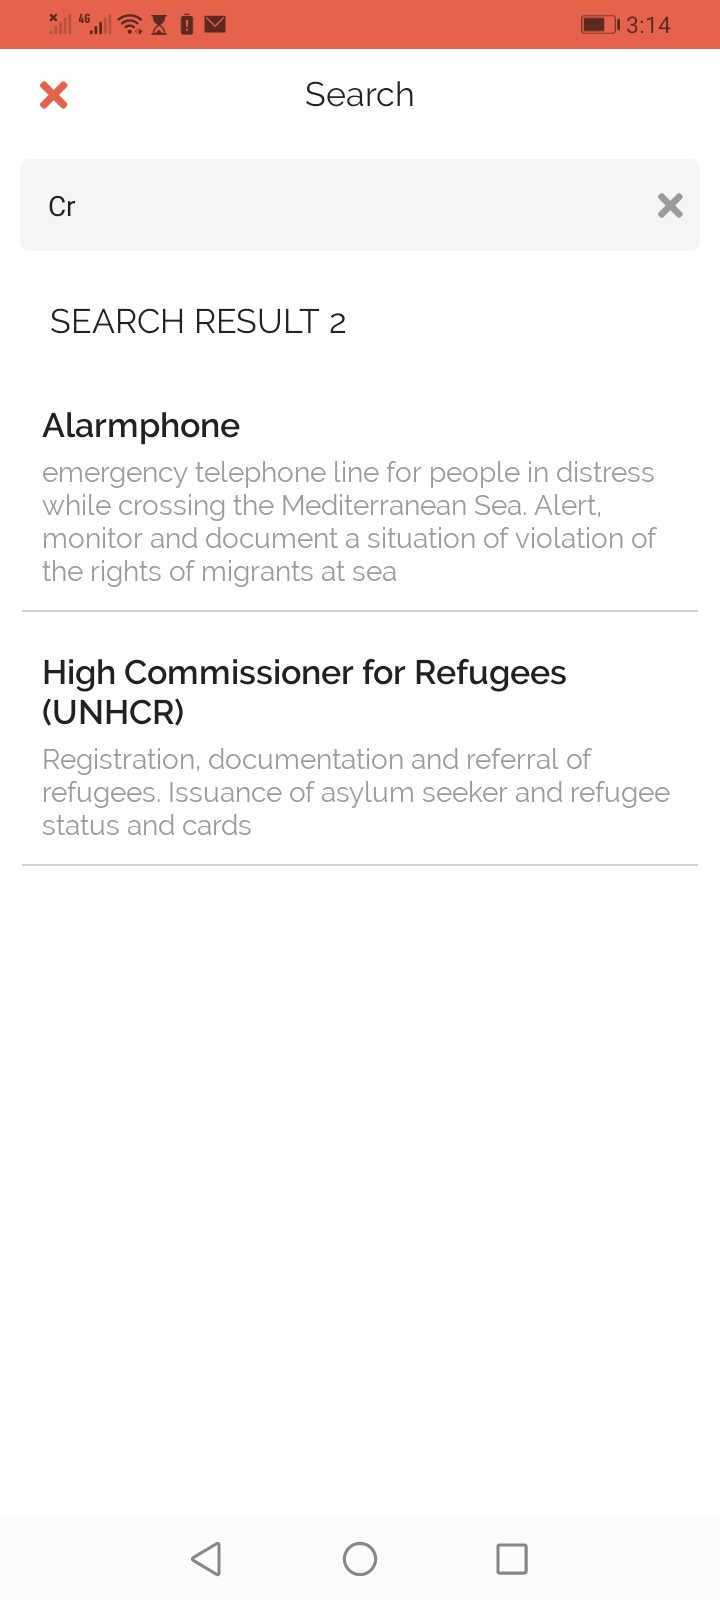 4G 3:14
Search
Cr
SEARCH RESULT 2
Alarmphone
emergency telephone line for people in distress
while crossing the Mediterranean Sea. Alert,
monitor and document a situation of violation of
the rights of migrants at sea
High Commissioner for Refugees
(UNHCR)
Registration, documentation and referral of
refugees. Issuance of asylum seeker and refugee
status and cards